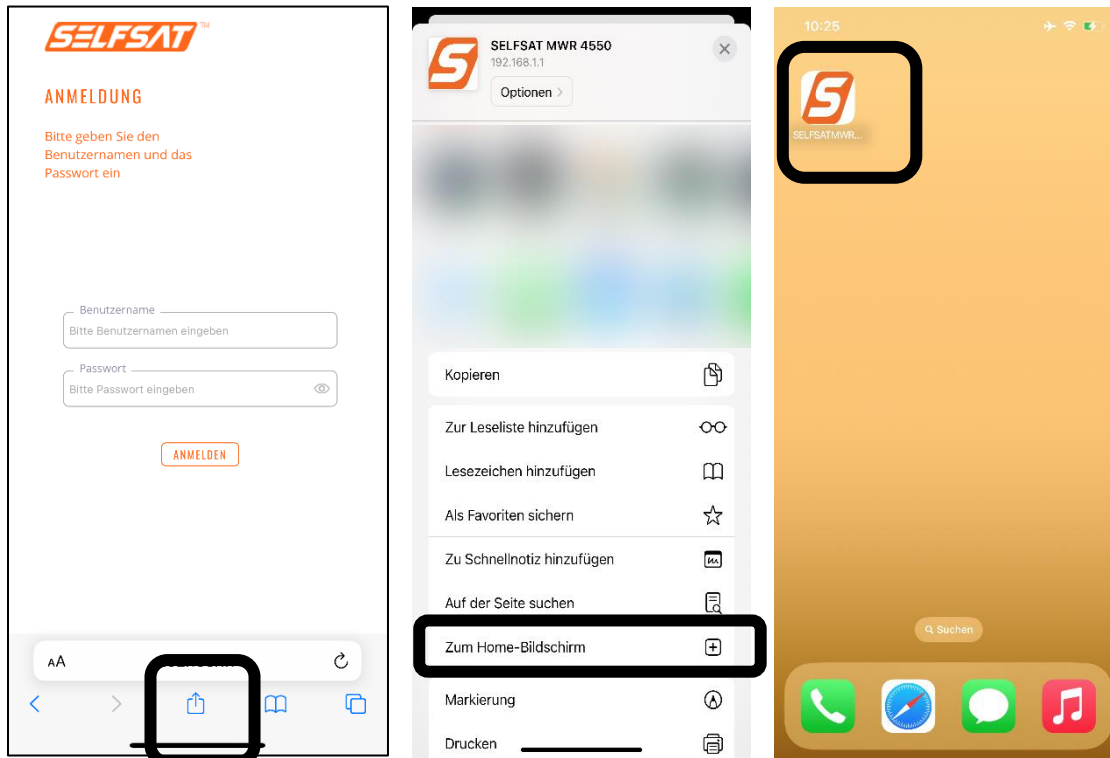 SELFSAT™
ANMELDUNG
Bitte geben Sie den
Benutzernamen und das
Passwort ein
Benutzername
Bitte Benutzernamen eingeben
Passwort
Bitte Passwort eingeben
ANMELDEN
AA
SELFSAT MWR 4550
192.168.1.1
Optionen >
Kopieren
Zur Leseliste hinzufügen
Lesezeichen hinzufügen
Als Favoriten sichern
Zu Schnellnotiz hinzufügen
Auf der Seite suchen
Zum Home-Bildschirm
Markierung
Drucken
10:25
S
SELFSATMWR...
Suchen